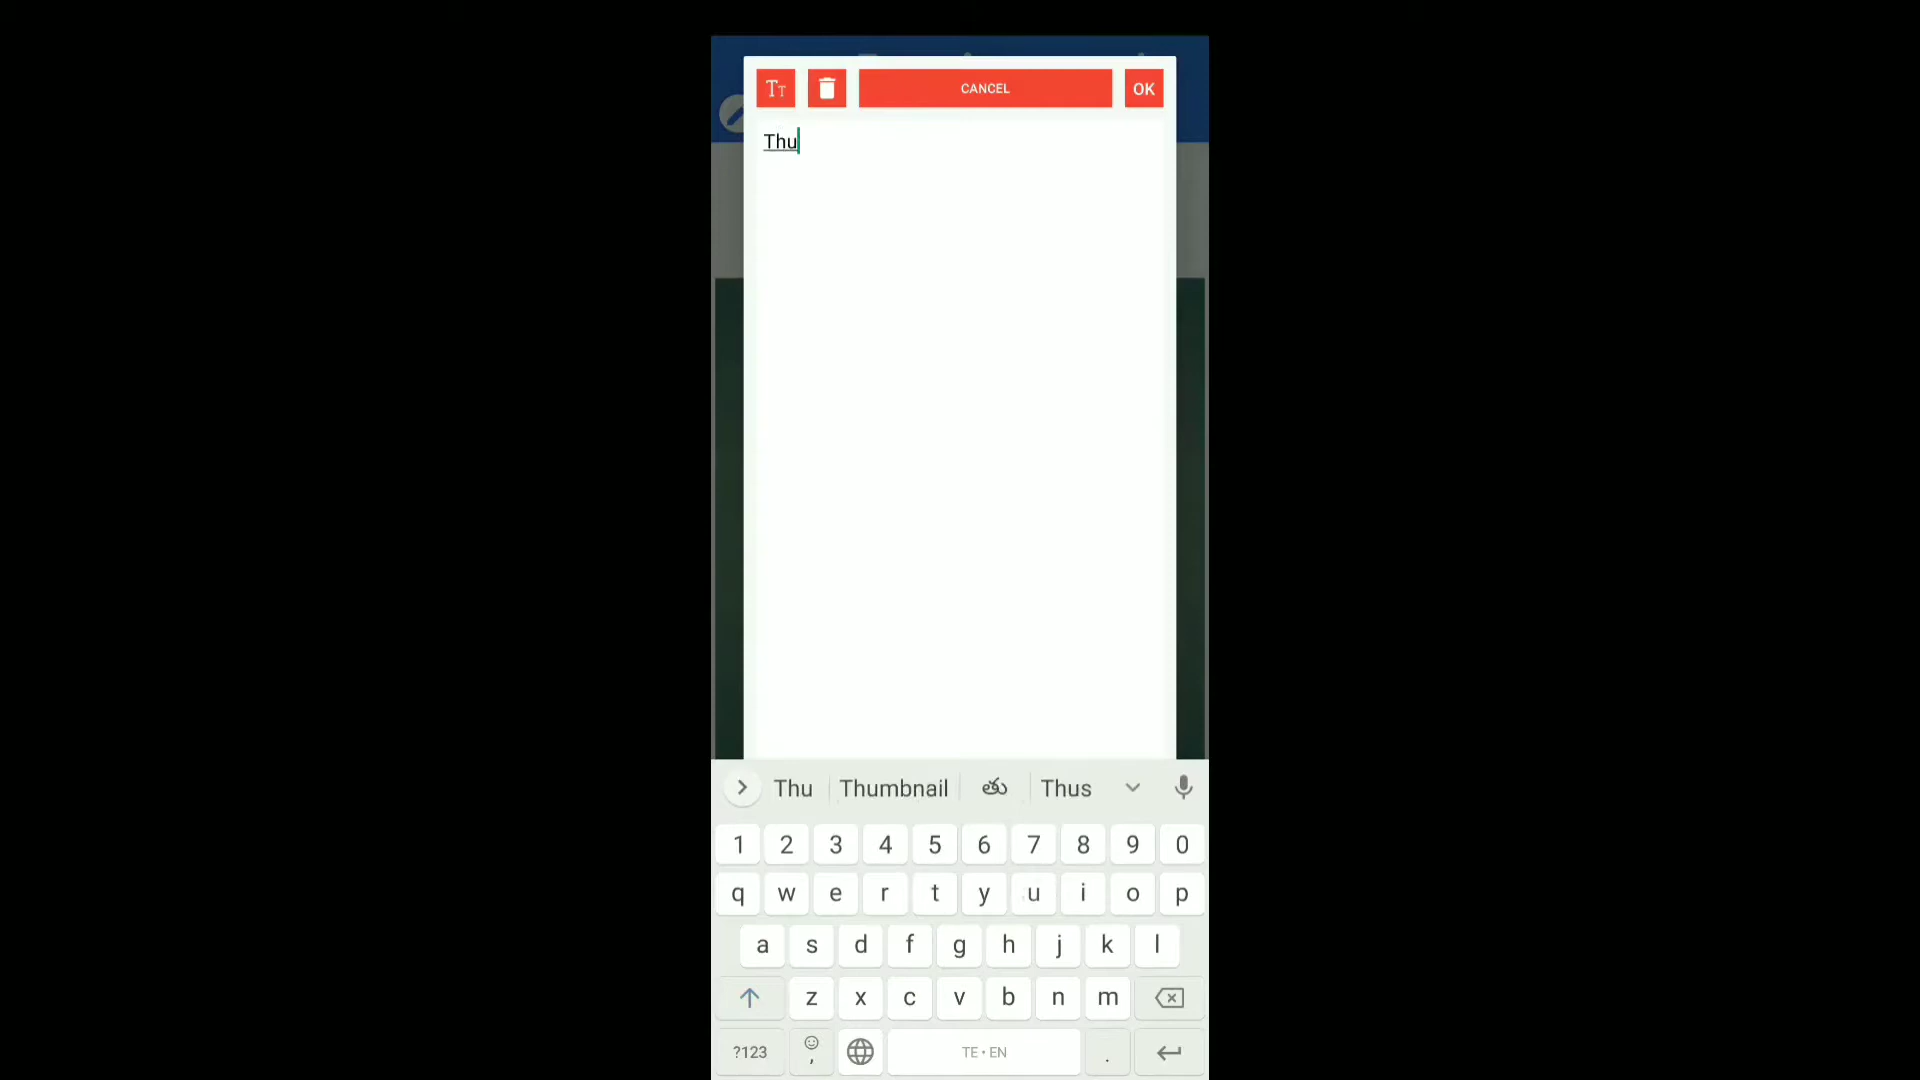 Tт CANCEL OK
Thu
Thu Thumbnail తు Thus
1 2 3 4 5 6 7 8 9 0
q w e r t y u i o p
a s d f g h j k l
z x c v b n m
?123 , TE • EN .